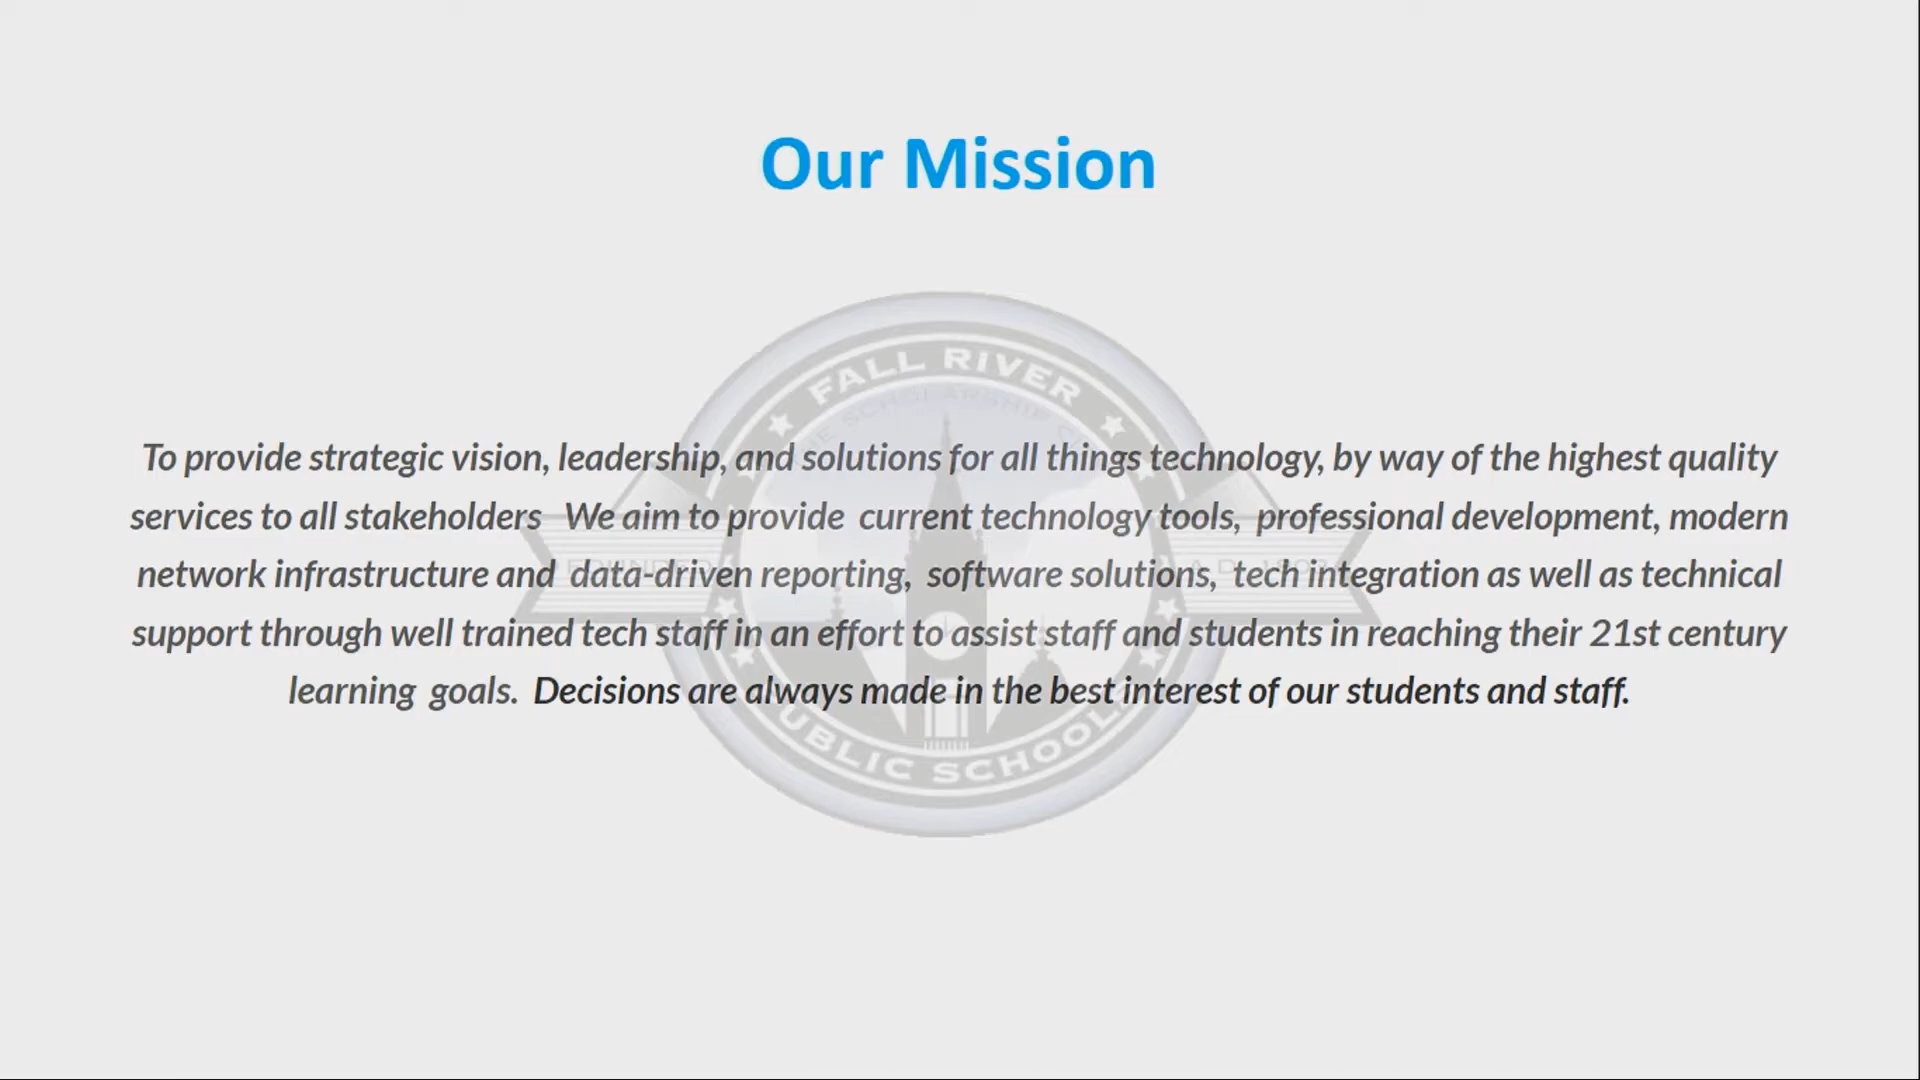 Our Mission
FALL RIVER
THE SCHOLARSHIP
To provide strategic vision, leadership, and solutions for all things technology, by way of the highest quality
services to all stakeholders We aim to provide current technology tools, professional development, modern
FOUNDED
network infrastructure and data-driven reporting, software solutions, tech integration as well as technical
support through well trained tech staff in an effort to assist staff and students in reaching their 21st century
learning goals. Decisions are always made in the best interest of our students and staff.
PUBLIC SCHOOLS